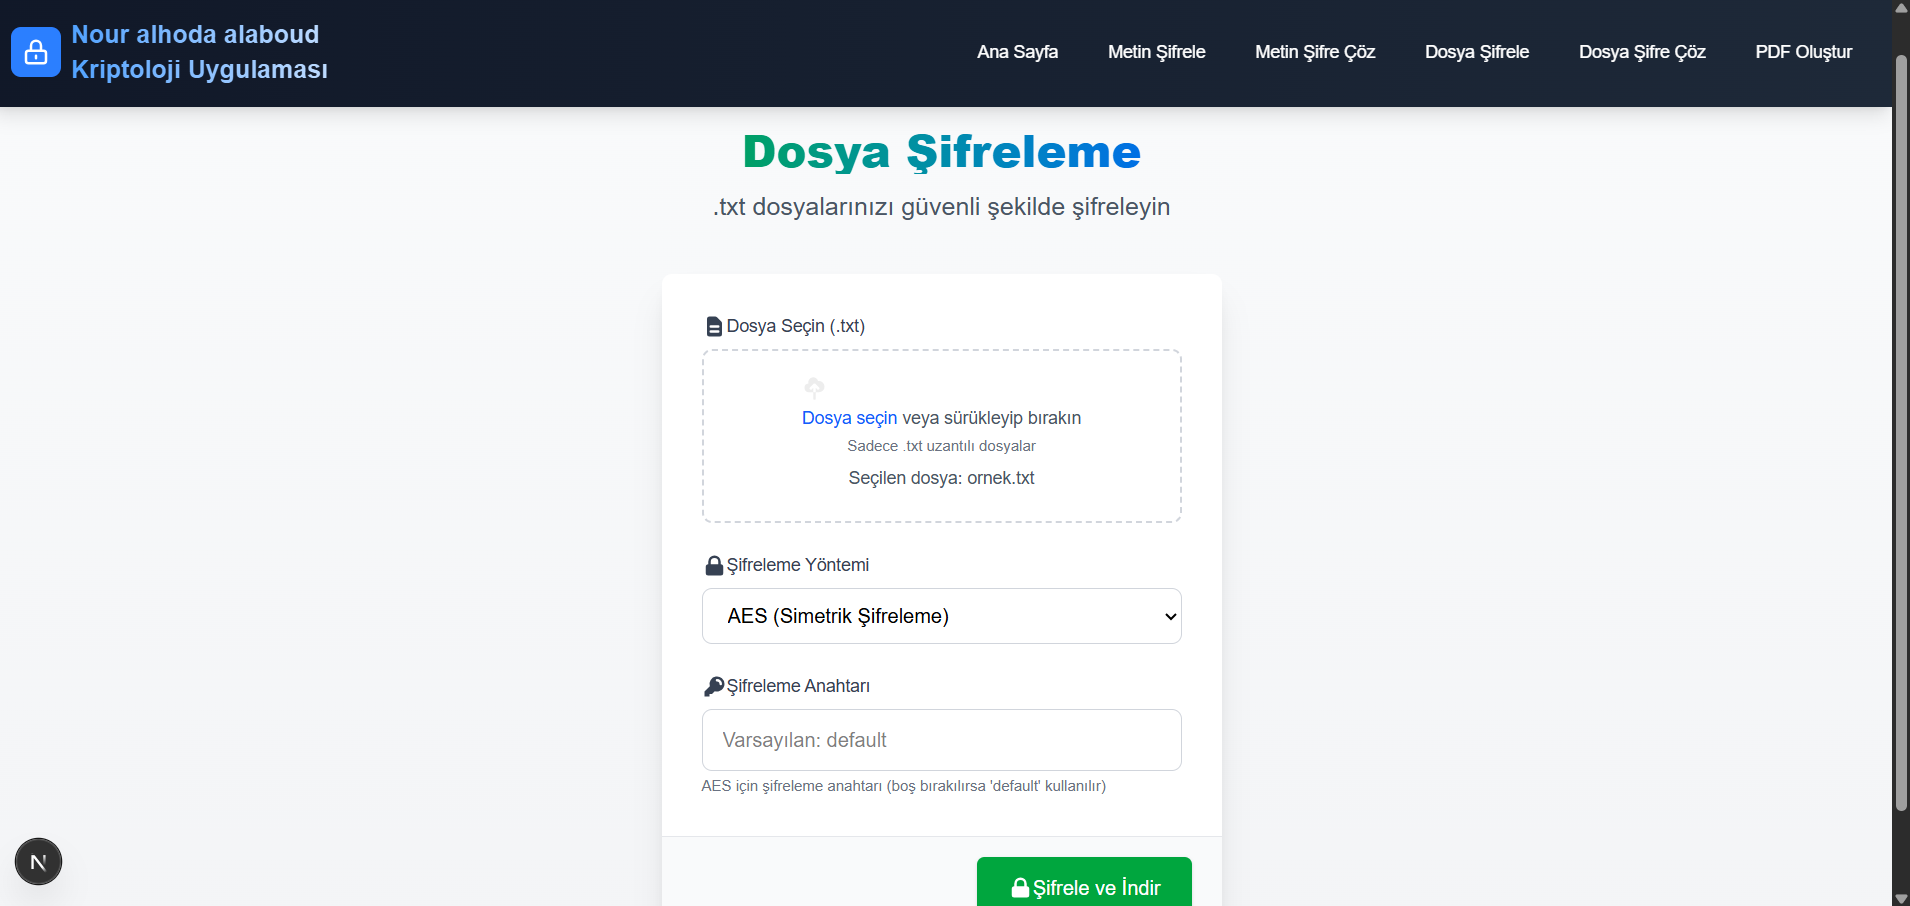 Nour alhoda alaboud
Kriptoloji Uygulaması
Ana Sayfa
Metin Şifrele
Metin Şifre Çöz
Dosya Şifrele
Dosya Şifre Çöz
PDF Oluştur
Dosya Şifreleme
.txt dosyalarınızı güvenli şekilde şifreleyin
Dosya Seçin (.txt)
Dosya seçin veya sürükleyip bırakın
Sadece .txt uzantılı dosyalar
Seçilen dosya: ornek.txt
Şifreleme Yöntemi
AES (Simetrik Şifreleme)
Şifreleme Anahtarı
Varsayılan: default
AES için şifreleme anahtarı (boş bırakılırsa 'default' kullanılır)
Şifrele ve İndir
N